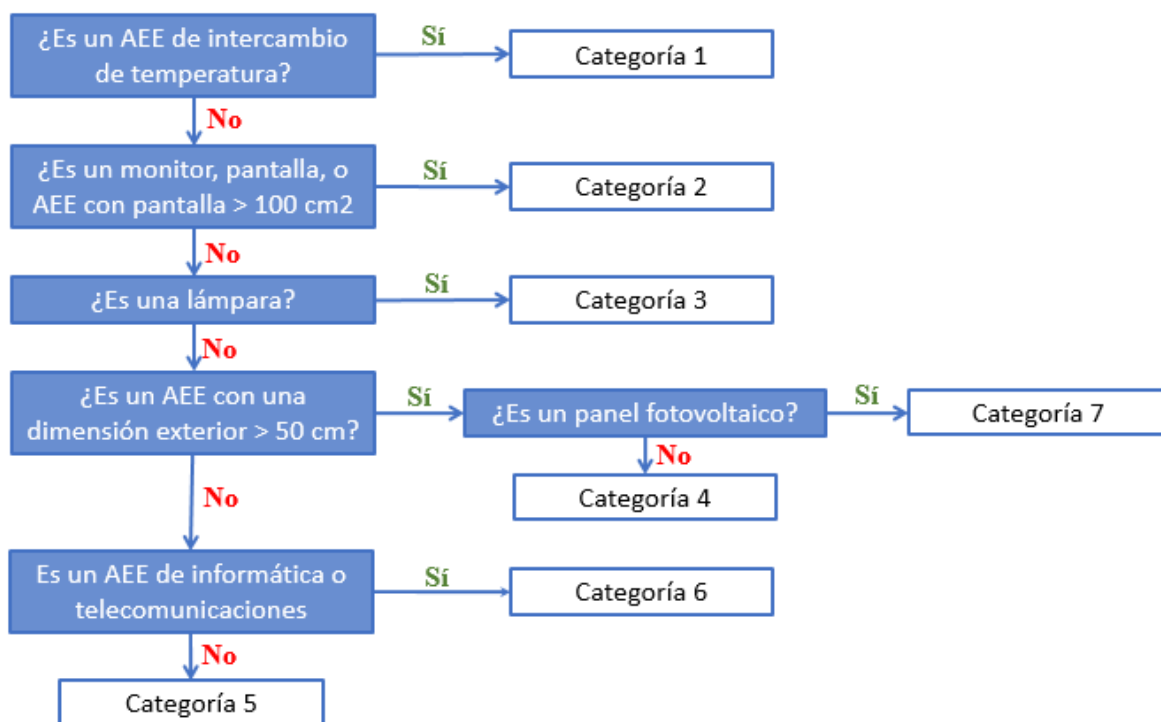 ¿Es un AEE de intercambio
de temperatura?
Sí
Categoría 1
No
¿Es un monitor, pantalla, o
AEE con pantalla > 100 cm2
Sí
Categoría 2
No
¿Es una lámpara?
Sí
Categoría 3
No
¿Es un AEE con una
dimensión exterior > 50 cm?
Sí
¿Es un panel fotovoltaico?
Sí
Categoría 7
No
Categoría 4
No
Es un AEE de informática o
telecomunicaciones
Sí
Categoría 6
No
Categoría 5